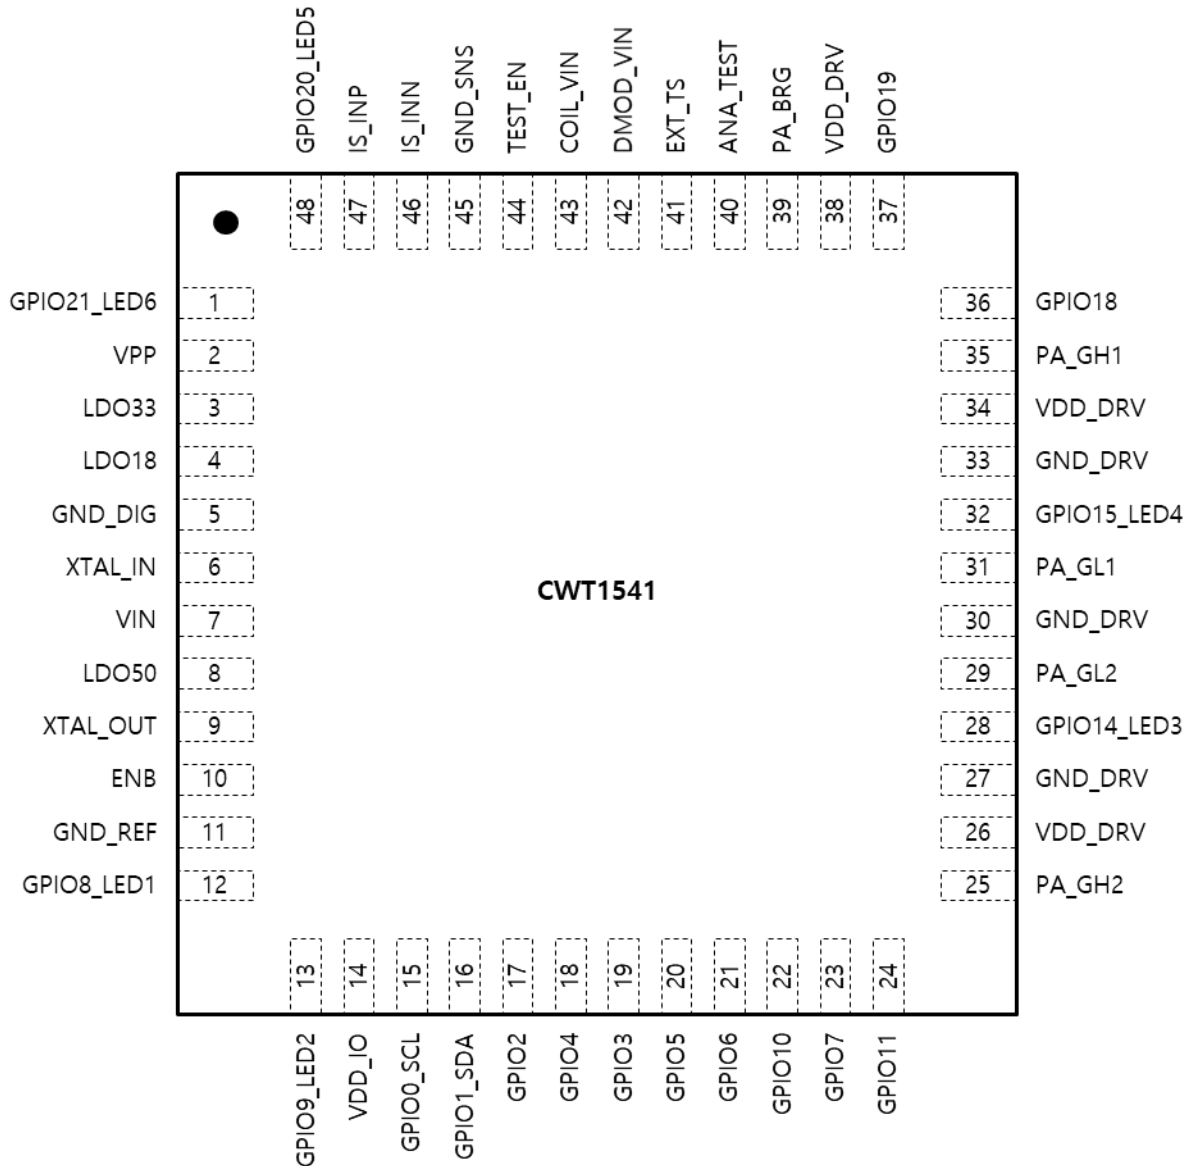 GPIO20_LED5
IS_INP
IS_INN
GND_SNS
TEST_EN
COIL_VIN
DMOD_VIN
EXT_TS
ANA_TEST
PA_BRG
VDD_DRV
GPIO19
48
47
46
45
44
43
42
41
40
39
38
37
GPIO21_LED6 1
VPP 2
LDO33 3
LDO18 4
GND_DIG 5
XTAL_IN 6
VIN 7
LDO50 8
XTAL_OUT 9
ENB 10
GND_REF 11
GPIO8_LED1 12
CWT1541
36 GPIO18
35 PA_GH1
34 VDD_DRV
33 GND_DRV
32 GPIO15_LED4
31 PA_GL1
30 GND_DRV
29 PA_GL2
28 GPIO14_LED3
27 GND_DRV
26 VDD_DRV
25 PA_GH2
13
14
15
16
17
18
19
20
21
22
23
24
GPIO9_LED2
VDD_IO
GPIO0_SCL
GPIO1_SDA
GPIO2
GPIO4
GPIO3
GPIO5
GPIO6
GPIO10
GPIO7
GPIO11